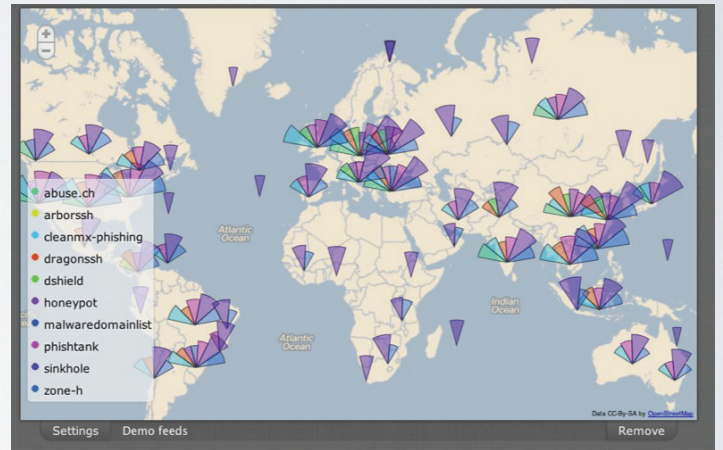 +
−
abuse.ch
arborssh
cleanmx-phishing
dragonssh
dshield
honeypot
malwaredomainlist
phishtank
sinkhole
zone-h
Atlantic
Ocean
Atlantic
Ocean
Indian
Ocean
Data CC-By-SA by OpenStreetMap
Settings
Demo feeds
Remove